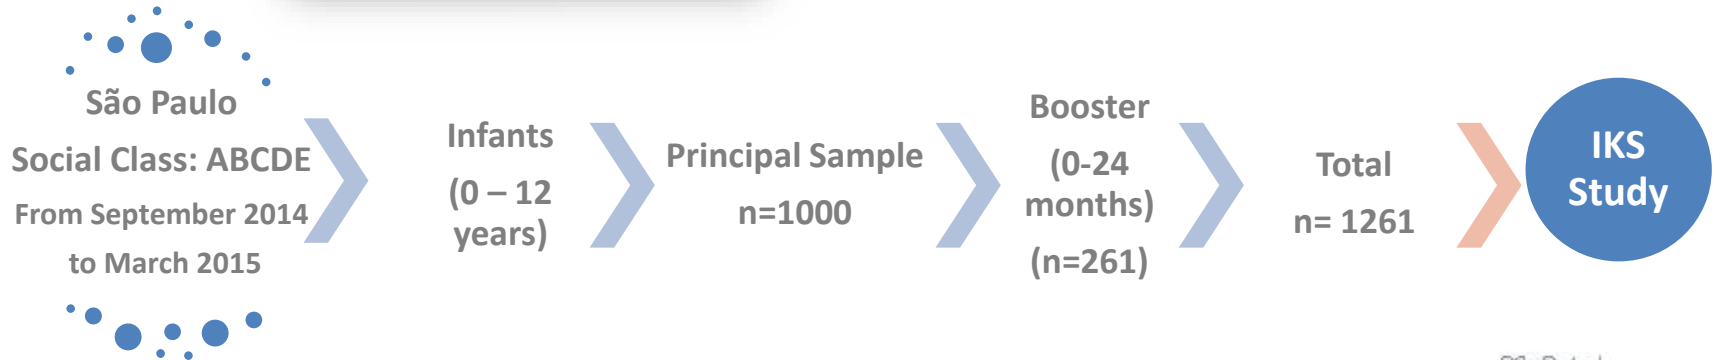 São Paulo
Social Class: ABCDE
From September 2014
to March 2015
Infants
(0 – 12
years)
Principal Sample
n=1000
Booster
(0-24
months)
(n=261)
Total
n= 1261
IKS
Study